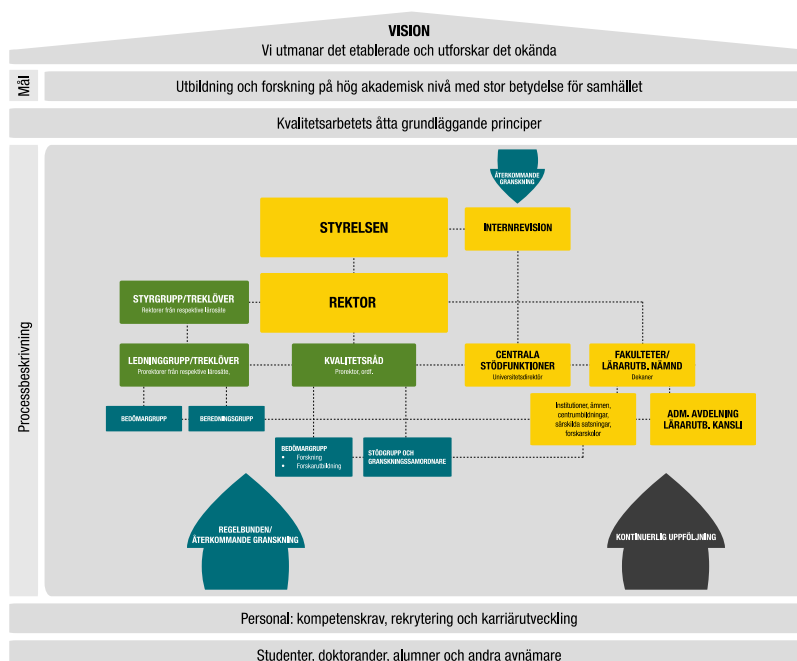 VISION
Vi utmanar det etablerade och utforskar det okända
Mål
Utbildning och forskning på hög akademisk nivå med stor betydelse för samhället
Kvalitetsarbetets åtta grundläggande principer
Processbeskrivning
ÅTERKOMMANDE
GRANSKNING
STYRELSEN
INTERNREVISION
STYRGRUPP/TREKLÖVER
Rektorer från respektive lärosäte
REKTOR
LEDNINGGRUPP/TREKLÖVER
Prorektorer från respektive lärosäte,
KVALITETSRÅD
Prorektor, ordf.
CENTRALA
STÖDFUNKTIONER
Universitetsdirektör
FAKULTETER/
LÄRARUTB. NÄMND
Dekaner
BEDÖMARGRUPP
BEREDNINGSGRUPP
Institutioner, ämnen,
centrumbildningar,
särskilda satsningar,
forskarskolor
ADM. AVDELNING
LÄRARUTB. KANSLI
BEDÖMARGRUPP
• Forskning
• Forskarutbildning
STÖDGRUPP OCH
GRANSKNINGSSAMORDNARE
REGELBUNDEN/
ÅTERKOMMANDE GRANSKNING
KONTINUERLIG UPPFÖLJNING
Personal: kompetenskrav, rekrytering och karriärutveckling
Studenter, doktorander, alumner och andra avnämare